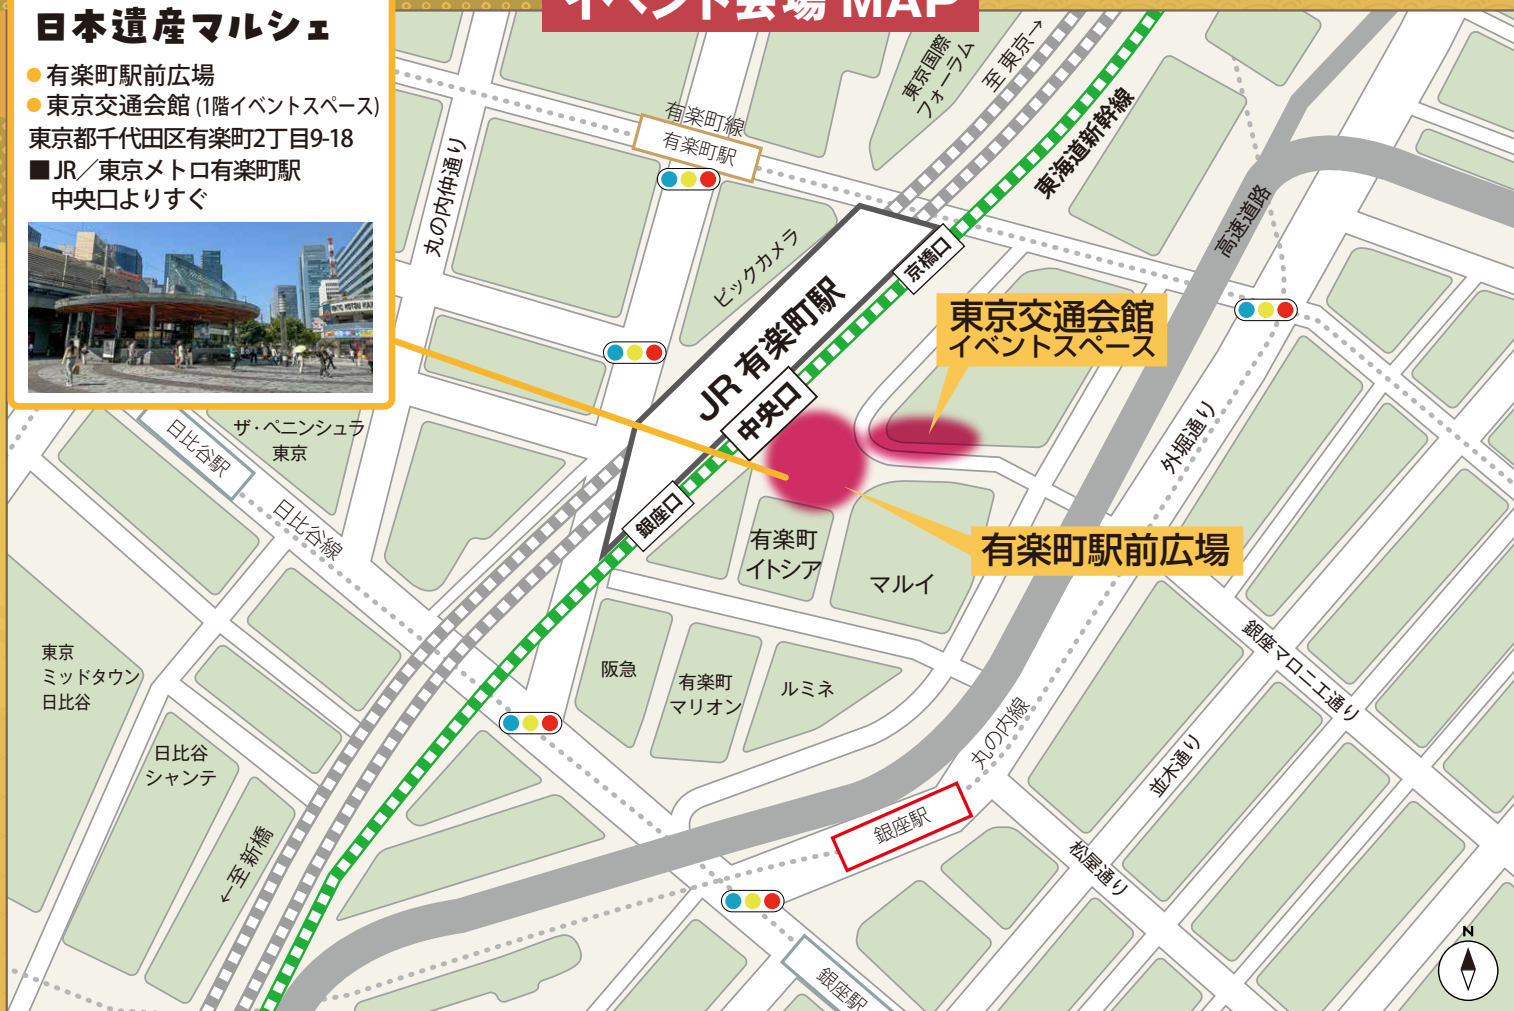 イベント会場 MAP
日本遺産マルシェ
● 有楽町駅前広場
● 東京交通会館 (1階イベントスペース)
東京都千代田区有楽町2丁目9-18
■ JR／東京メトロ有楽町駅
中央口よりすぐ
丸の内仲通り
有楽町線
有楽町駅
東京国際
フォーラム
至 東京→
東海道新幹線
高速道路
ビックカメラ
京橋口
JR 有楽町駅
中央口
銀座口
東京交通会館
イベントスペース
外堀通り
ザ・ペニンシュラ
東京
日比谷駅
日比谷線
有楽町
イトシア
マルイ
有楽町駅前広場
東京
ミッドタウン
日比谷
阪急
有楽町
マリオン
ルミネ
銀座マロニエ通り
丸の内線
並木通り
日比谷
シャンテ
←至 新橋
銀座駅
松屋通り
銀座駅
N